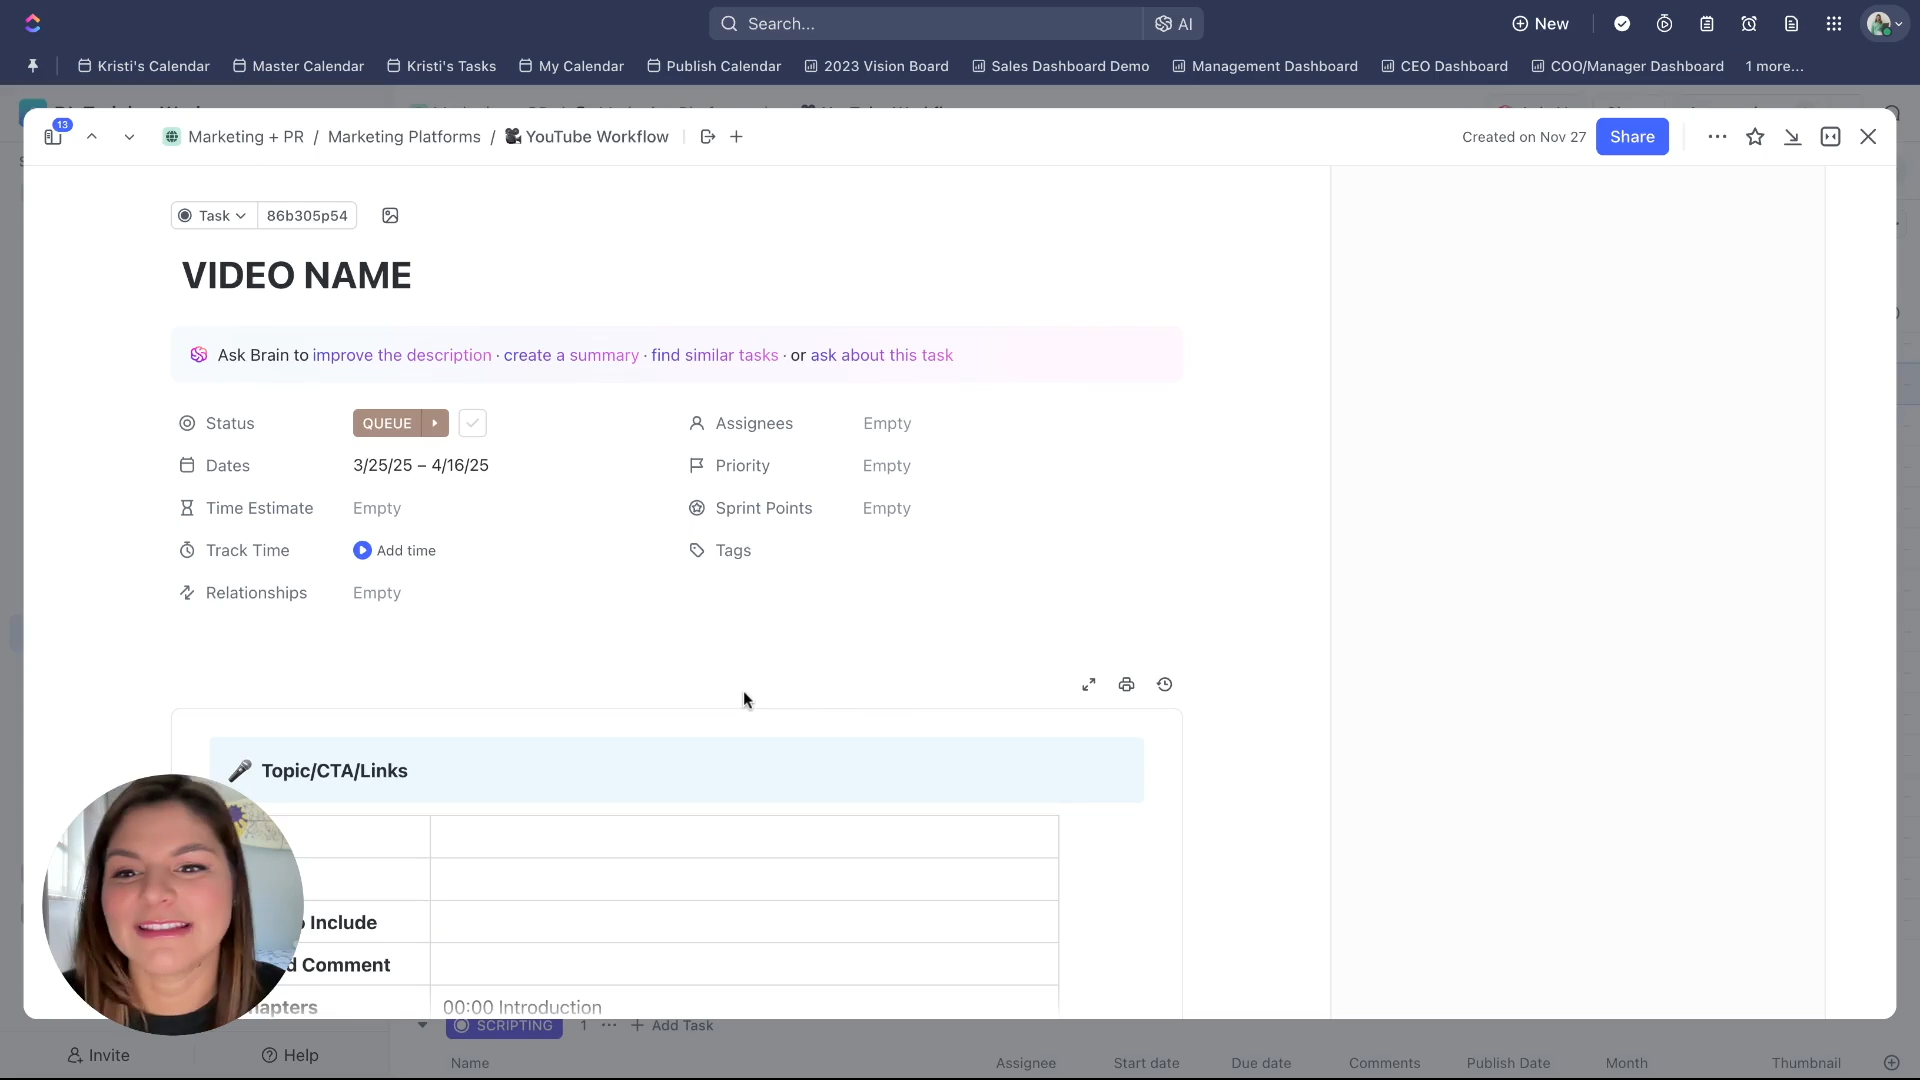 Search...
AI
New
Kristi's Calendar
Master Calendar
Kristi's Tasks
My Calendar
Publish Calendar
2023 Vision Board
Sales Dashboard Demo
Management Dashboard
CEO Dashboard
COO/Manager Dashboard
1 more...
13
Marketing + PR / Marketing Platforms / YouTube Workflow
Created on Nov 27
Share
Task
86b305p54
VIDEO NAME
Ask Brain to improve the description · create a summary · find similar tasks · or ask about this task
Status
QUEUE
Assignees
Empty
Dates
3/25/25 – 4/16/25
Priority
Empty
Time Estimate
Empty
Sprint Points
Empty
Track Time
Add time
Tags
Relationships
Empty
Topic/CTA/Links
Include
Comment
00:00 Introduction
SCRIPTING
1
Add Task
Invite
Help
Name
Assignee
Start date
Due date
Comments
Publish Date
Month
Thumbnail